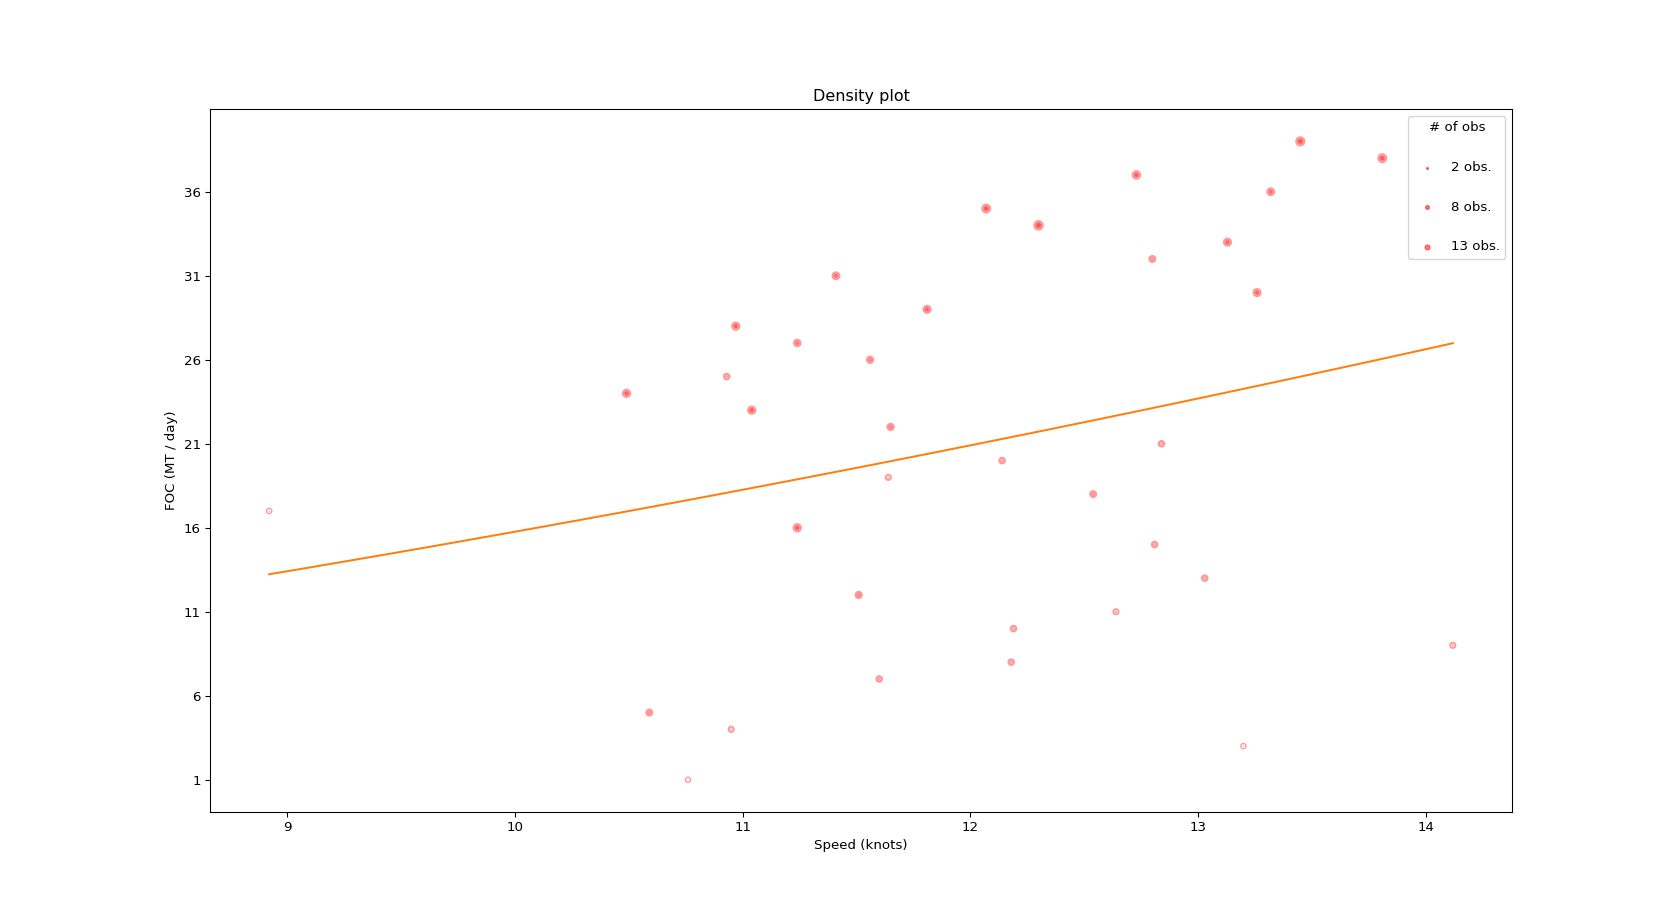 Density plot
# of obs
2 obs.
8 obs.
13 obs.
FOC (MT / day)
36
31
26
21
16
11
6
1
9
10
11
12
13
14
Speed (knots)